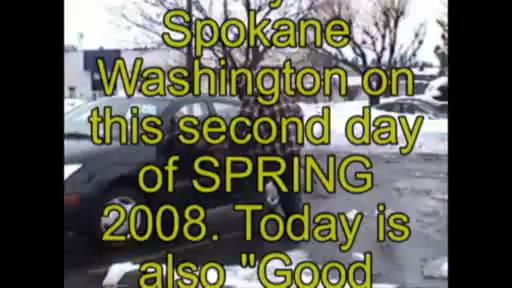 Spokane
Washington on
this second day
of SPRING
2008. Today is
also "Good